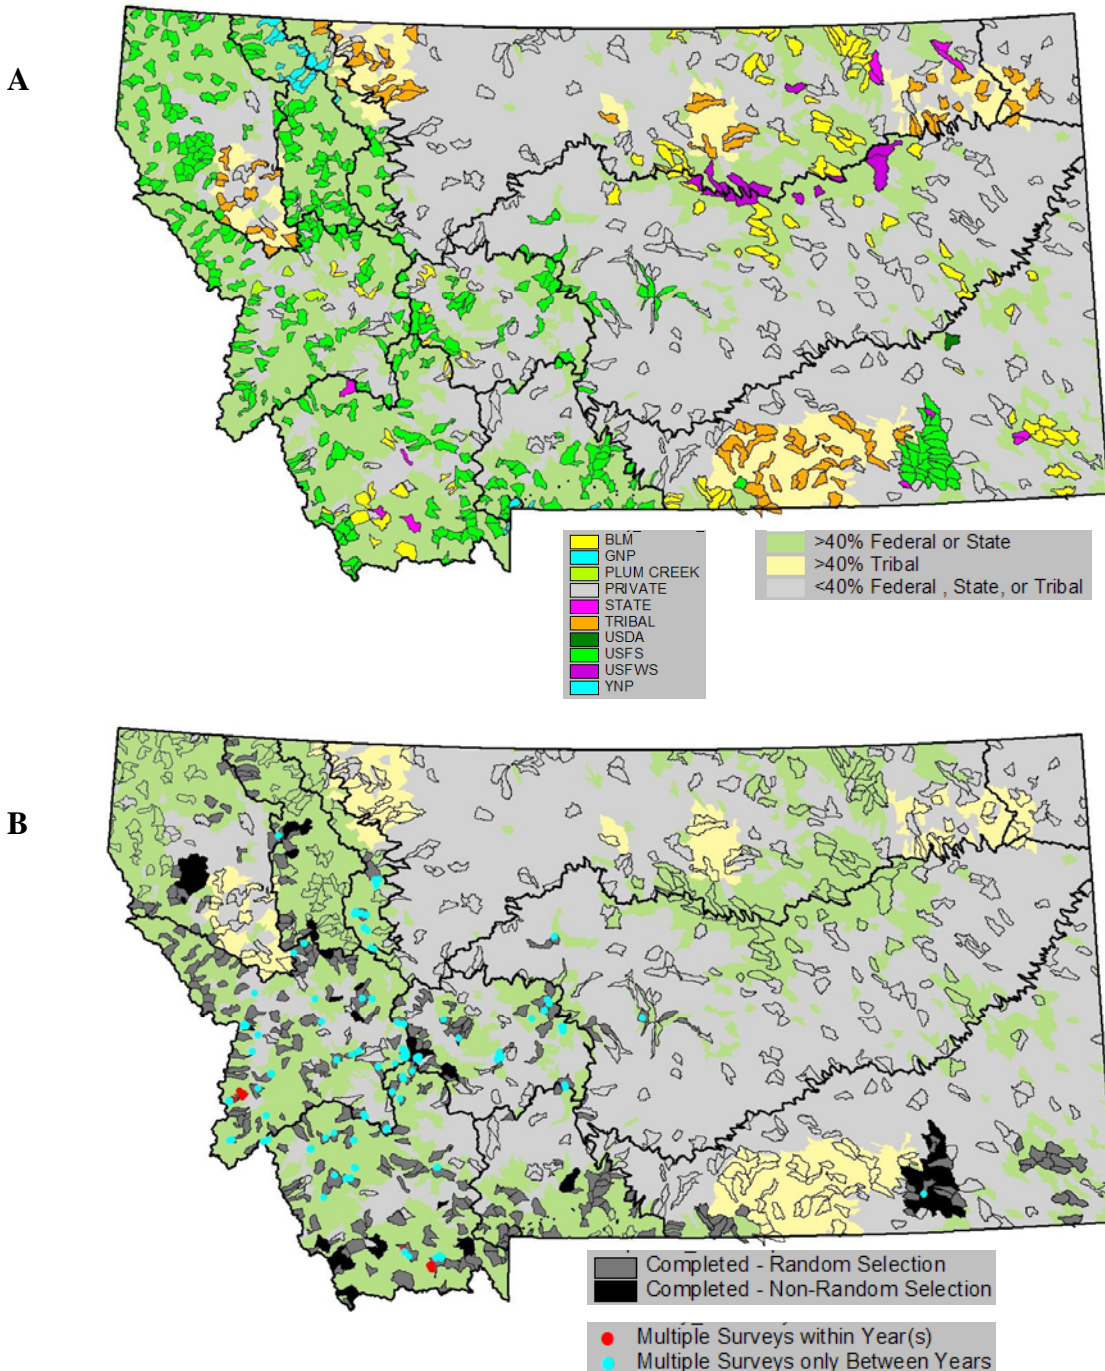 A
BLM
GNP
PLUM CREEK
PRIVATE
STATE
TRIBAL
USDA
USFS
USFWS
YNP
>40% Federal or State
>40% Tribal
<40% Federal , State, or Tribal
B
Completed - Random Selection
Completed - Non-Random Selection
Multiple Surveys within Year(s)
Multiple Surveys only Between Years